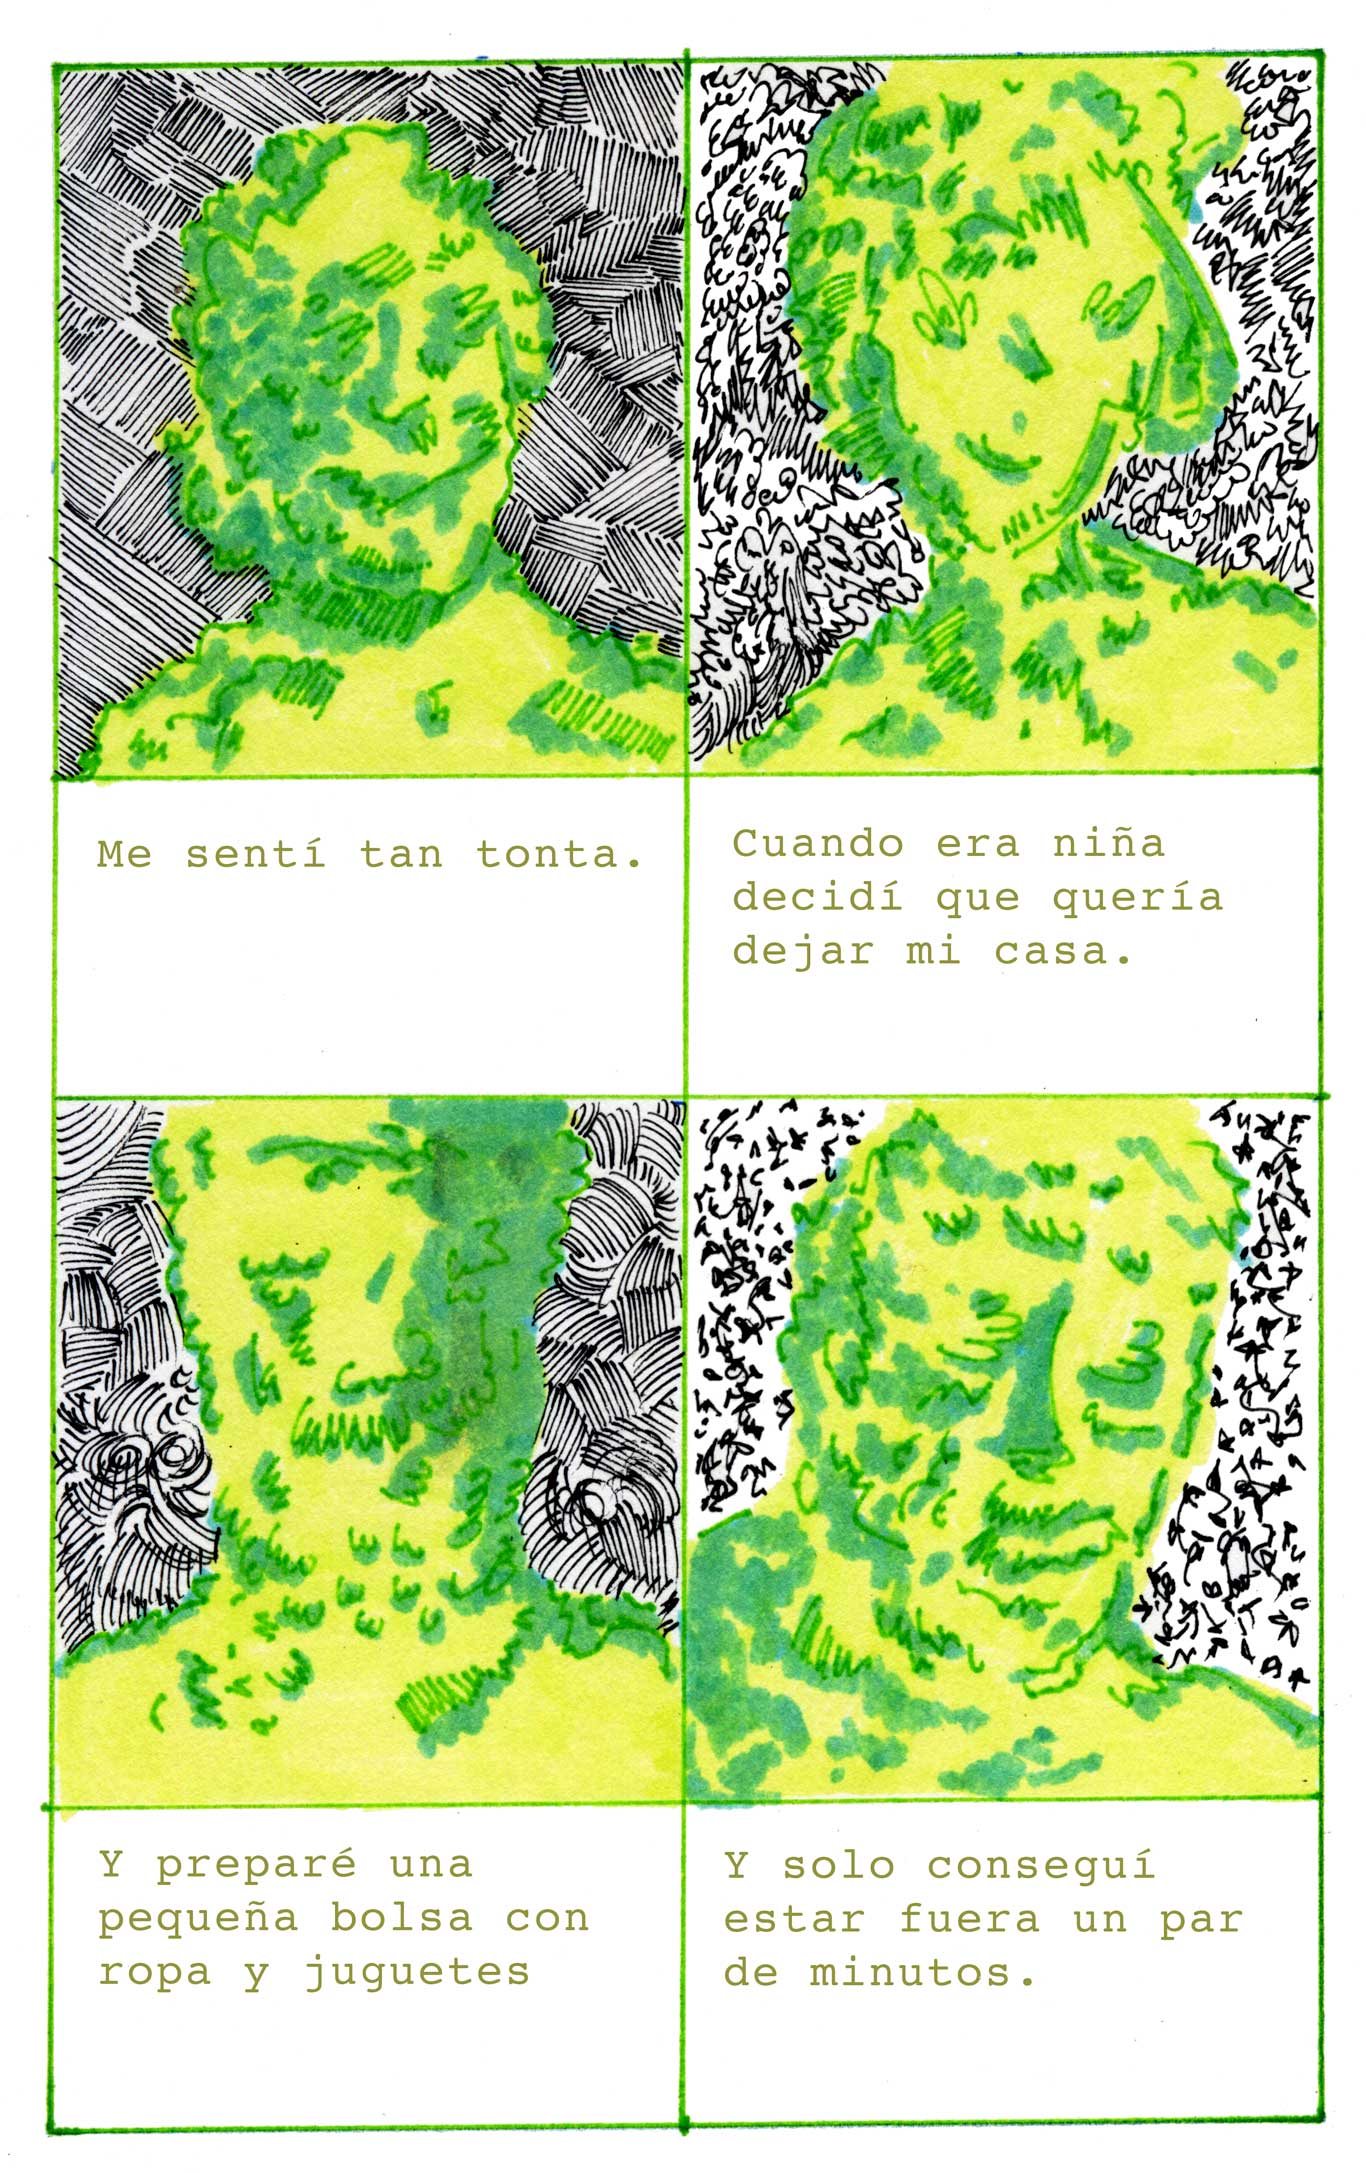 Me sentí tan tonta.
Cuando era niña
decidí que quería
dejar mi casa.
Y preparé una
pequeña bolsa con
ropa y juguetes
Y solo conseguí
estar fuera un par
de minutos.